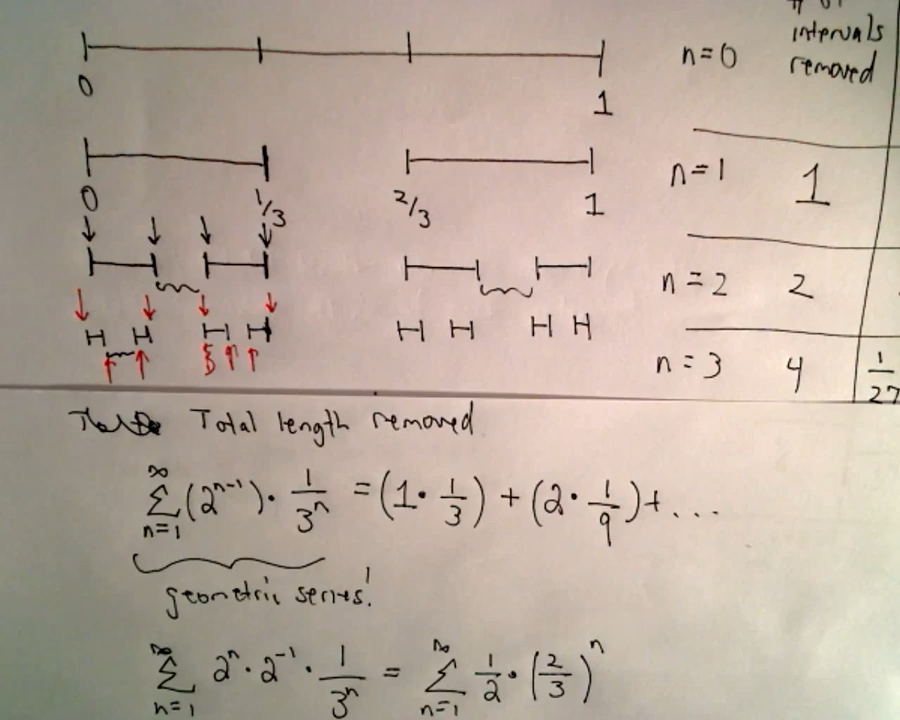 # of
intervals
removed
n=0
0 1
n=1 1
0 1/3 2/3 1
n=2 2
n=3 4 1/27
Total length removed
∞∑n=1 (2^{n-1}) · 1/3^n = (1 · 1/3) + (2 · 1/9) + . . .
geometric series!
∞∑n=1 2^n · 2^{-1} · 1/3^n = ∞∑n=1 1/2 · (2/3)^n